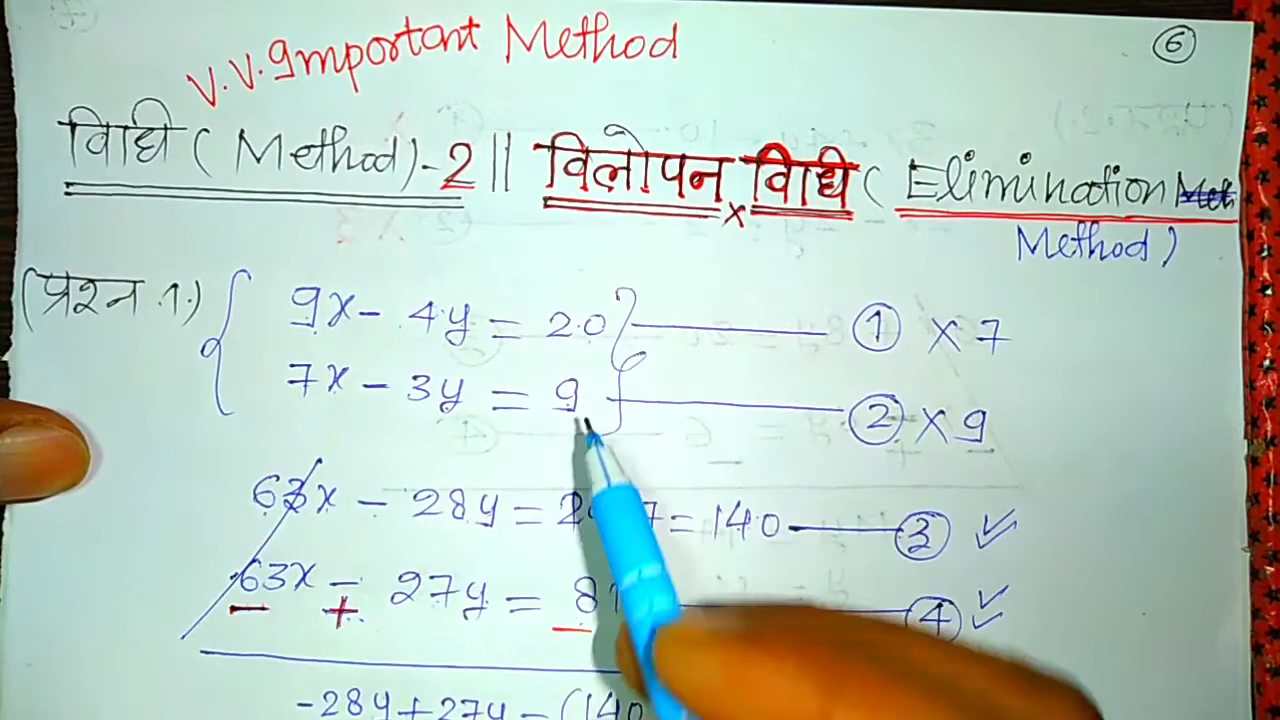 V.V. Important Method
6
विधि (Method)-2 || विलोपन विधि (Elimination
Method)
(प्रश्न 1.) { 9x - 4y = 20 } ① × 7
7x - 3y = 9 } ② × 9
63x - 28y = 7 = 140 ③ ✓
63x - 27y = ④ ✓
- +  -
-28y + 27y = (140